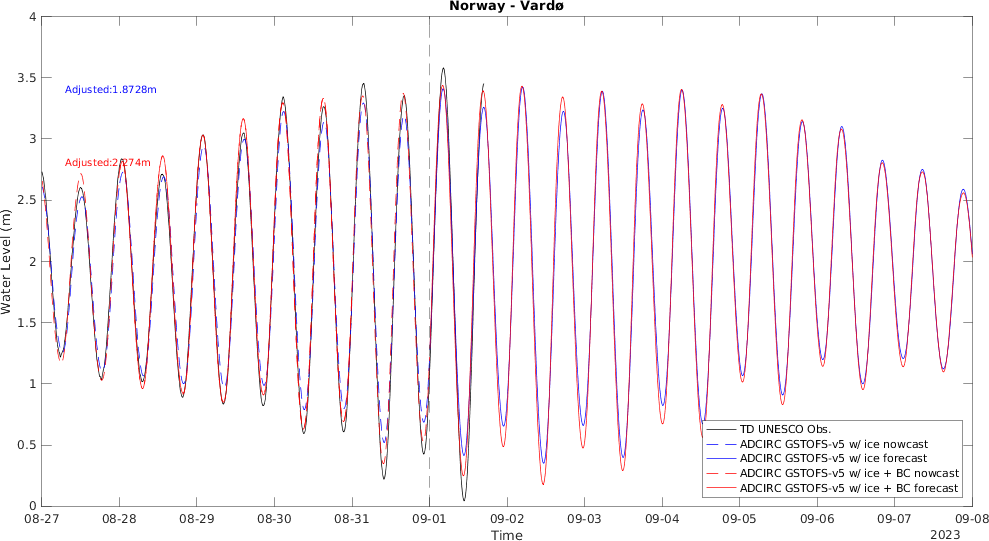 Norway - Vardø
Water Level (m)
4
3.5
3
2.5
2
1.5
1
0.5
0
Adjusted:1.8728m
Adjusted:2.274m
TD UNESCO Obs.
ADCIRC GSTOFS-v5 w/ ice nowcast
ADCIRC GSTOFS-v5 w/ ice forecast
ADCIRC GSTOFS-v5 w/ ice + BC nowcast
ADCIRC GSTOFS-v5 w/ ice + BC forecast
08-27 08-28 08-29 08-30 08-31 09-01 09-02 09-03 09-04 09-05 09-06 09-07 09-08
Time
2023